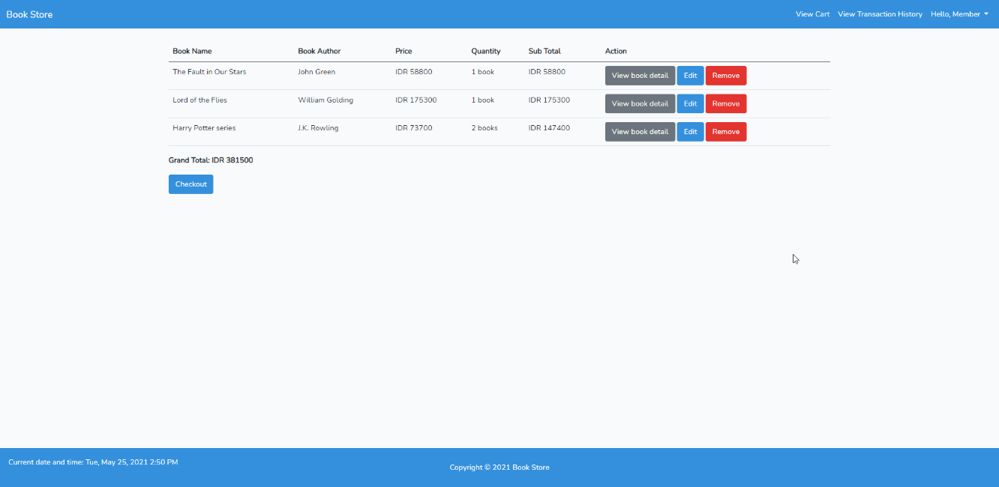 Book Store View Cart View Transaction History Hello, Member
Book Name Book Author Price Quantity Sub Total Action
The Fault in Our Stars John Green IDR 58800 1 book IDR 58800 View book detail Edit Remove
Lord of the Flies William Golding IDR 175300 1 book IDR 175300 View book detail Edit Remove
Harry Potter series J.K. Rowling IDR 73700 2 books IDR 147400 View book detail Edit Remove
Grand Total: IDR 381500
Checkout
Current date and time: Tue, May 25, 2021 2:50 PM
Copyright © 2021 Book Store